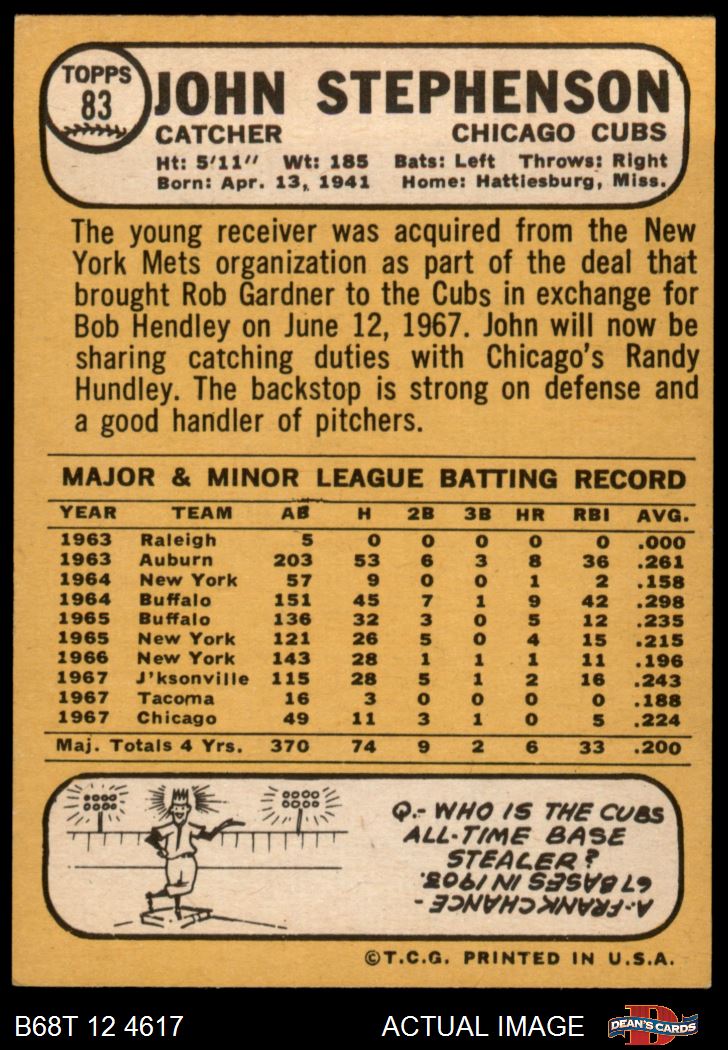 TOPPS
83
JOHN STEPHENSON
CATCHER CHICAGO CUBS
Ht: 5'11" Wt: 185 Bats: Left Throws: Right
Born: Apr. 13, 1941 Home: Hattiesburg, Miss.
The young receiver was acquired from the New
York Mets organization as part of the deal that
brought Rob Gardner to the Cubs in exchange for
Bob Hendley on June 12, 1967. John will now be
sharing catching duties with Chicago's Randy
Hundley. The backstop is strong on defense and
a good handler of pitchers.
MAJOR & MINOR LEAGUE BATTING RECORD
YEAR TEAM AB H 2B 3B HR RBI AVG.
1963 Raleigh 5 0 0 0 0 0 .000
1963 Auburn 203 53 6 3 8 36 .261
1964 New York 57 9 0 0 1 2 .158
1964 Buffalo 151 45 7 1 9 42 .298
1965 Buffalo 136 32 3 0 5 12 .235
1965 New York 121 26 5 0 4 15 .215
1966 New York 143 28 1 1 1 11 .196
1967 J'ksonville 115 28 5 1 2 16 .243
1967 Tacoma 16 3 0 0 0 0 .188
1967 Chicago 49 11 3 1 0 5 .224
Maj. Totals 4 Yrs. 370 74 9 2 6 33 .200
Q.- WHO IS THE CUBS
ALL-TIME BASE
STEALER?
A.- FRANK CHANCE -
67 BASES IN 1903.
©T.C.G. PRINTED IN U.S.A.
B68T 12 4617 ACTUAL IMAGE
D
DEAN'S CARDS